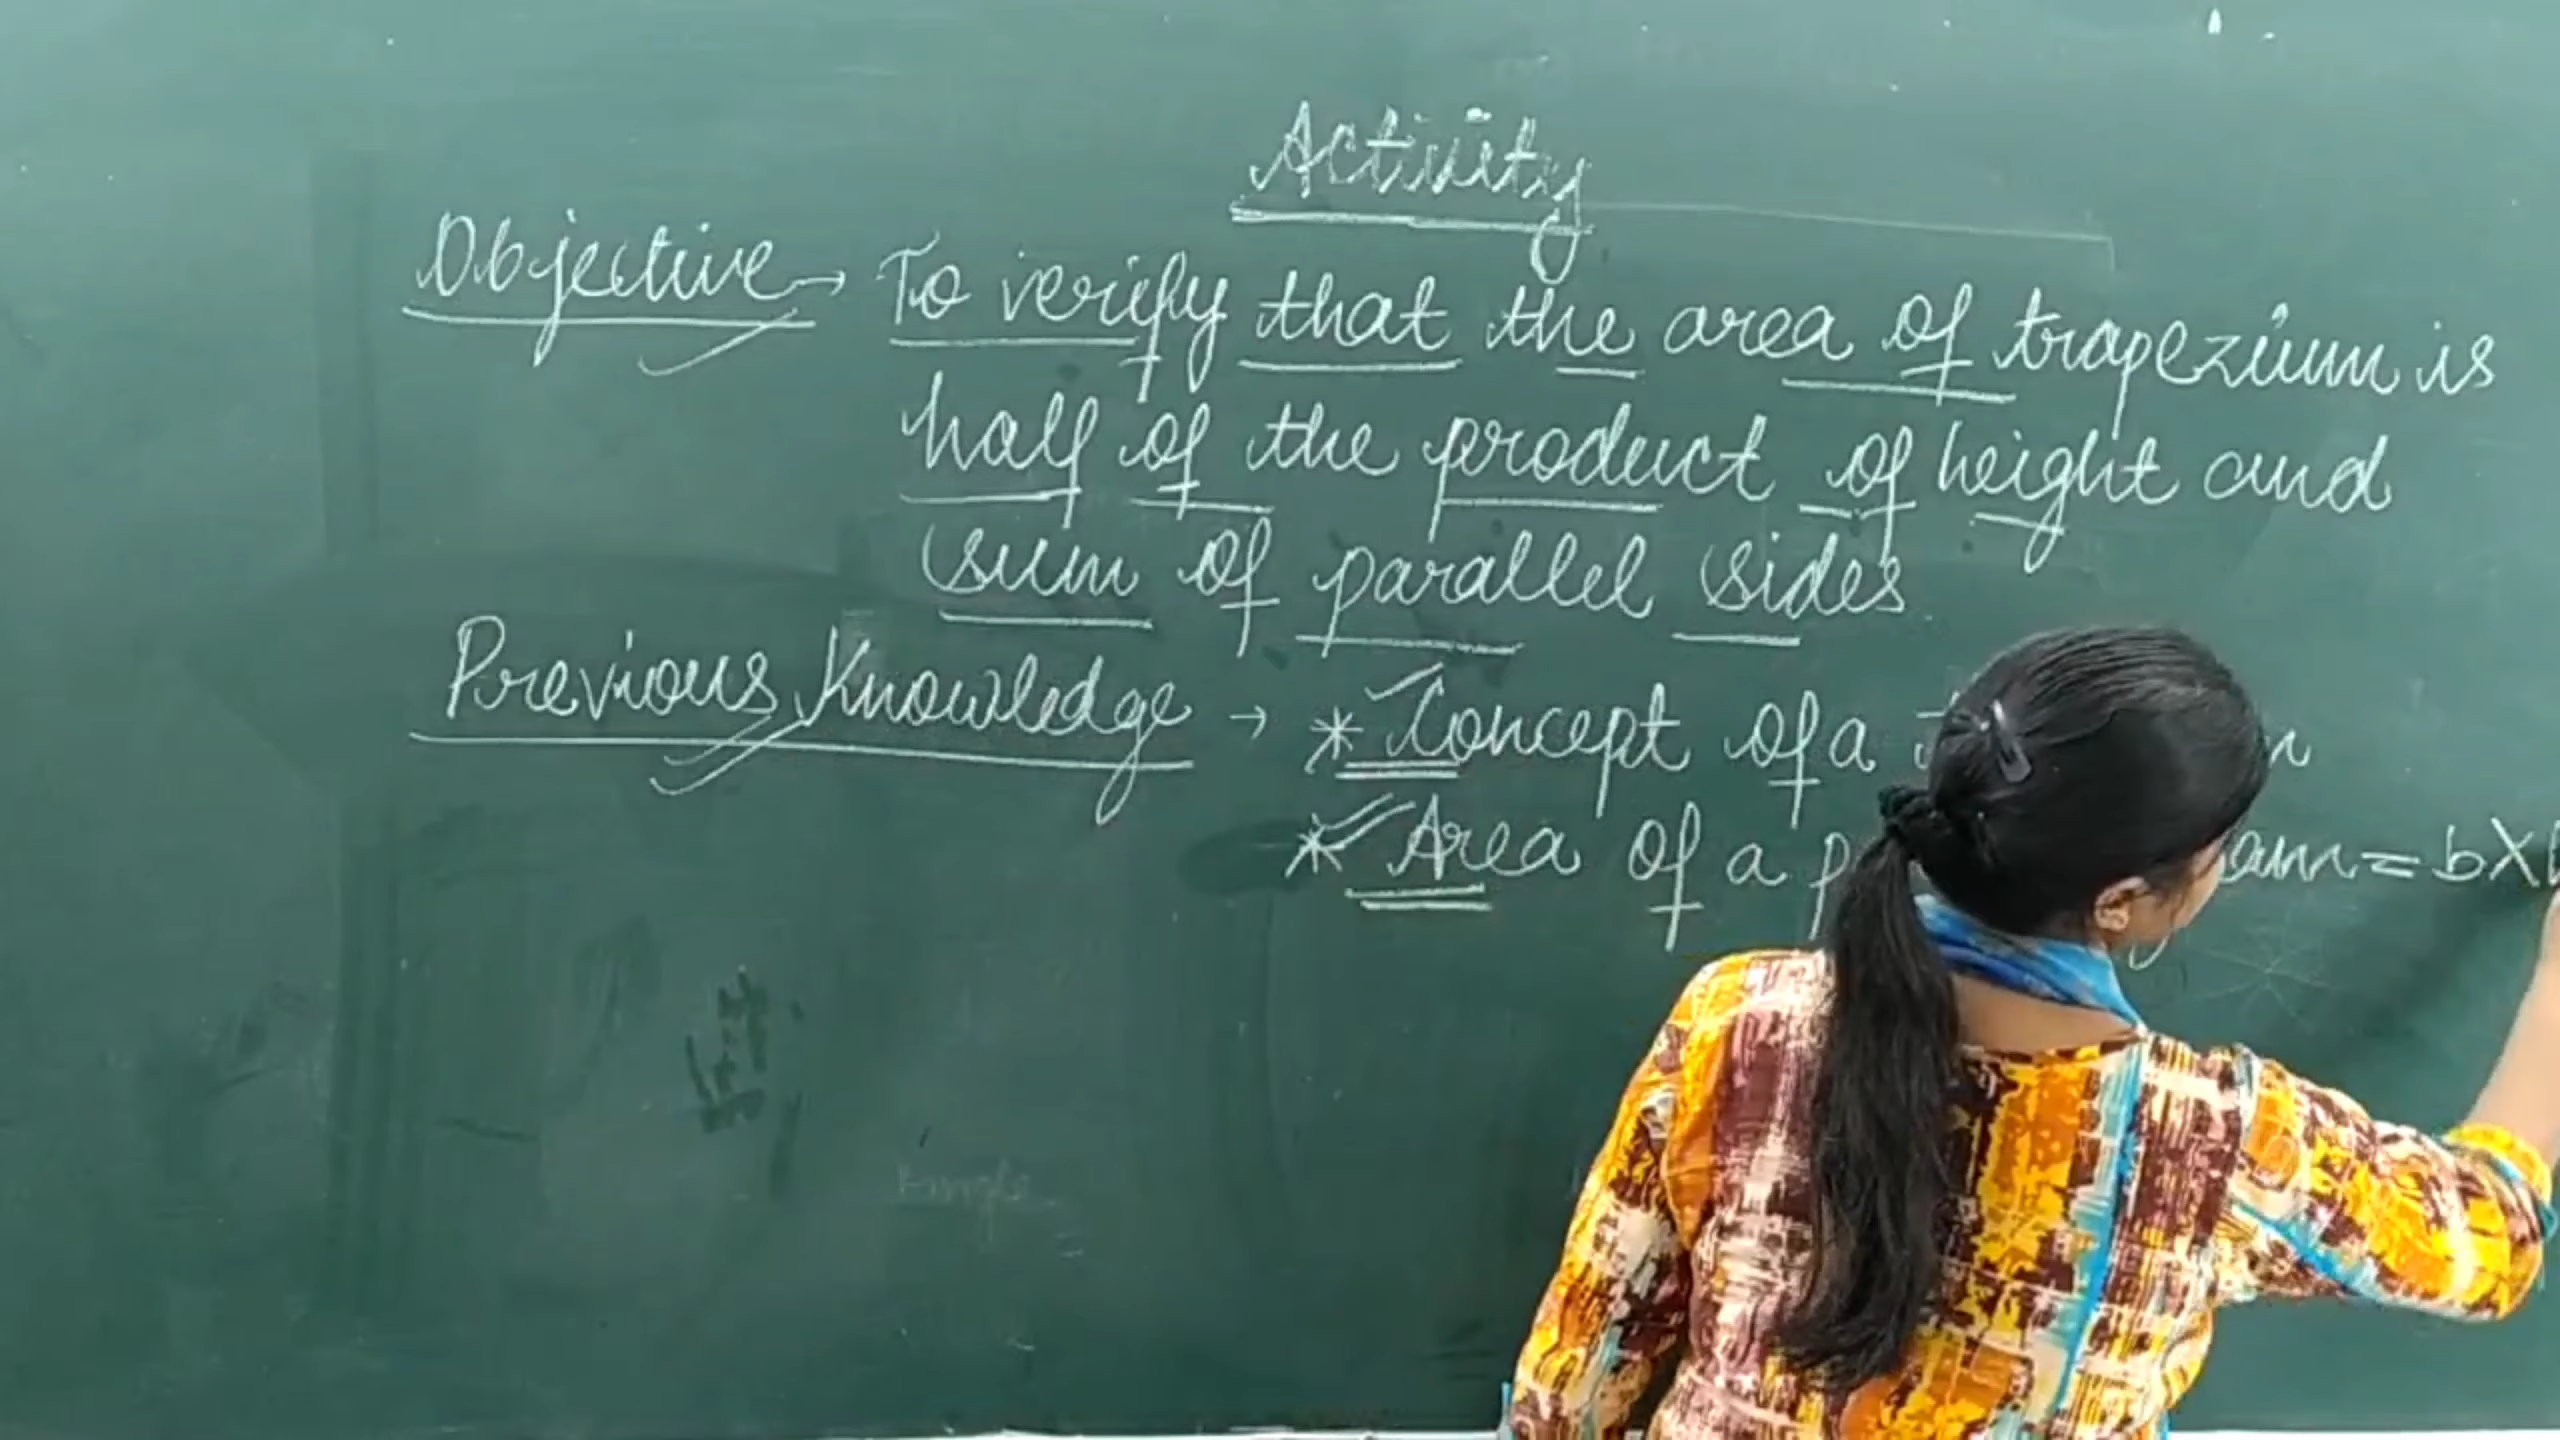 Activity
Objective → To verify that the area of trapezium is
half of the product of height and
sum of parallel sides
Previous Knowledge → * Concept of a
* Area of a = b×